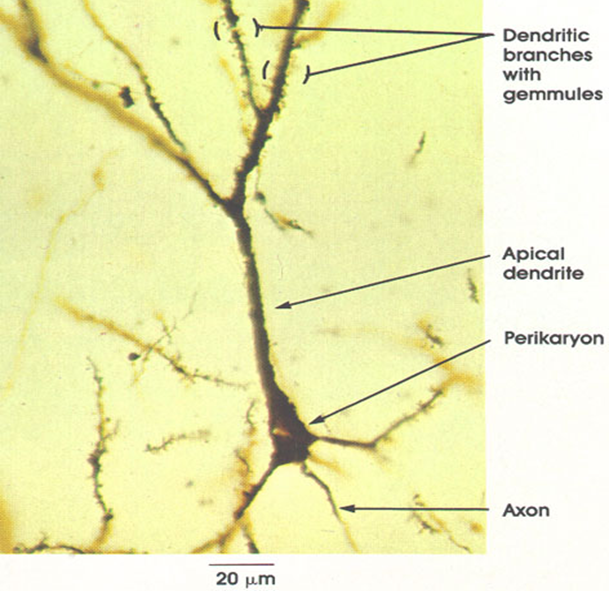 Dendritic
branches
with
gemmules
Apical
dendrite
Perikaryon
Axon
20 μm